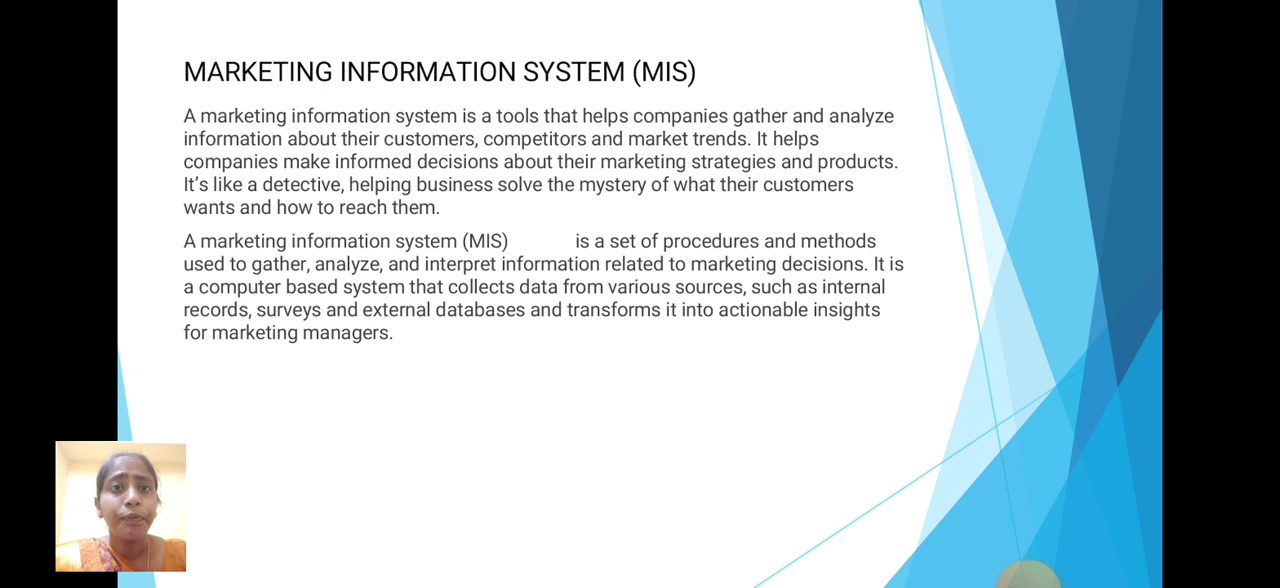 MARKETING INFORMATION SYSTEM (MIS)
A marketing information system is a tools that helps companies gather and analyze
information about their customers, competitors and market trends. It helps
companies make informed decisions about their marketing strategies and products.
It’s like a detective, helping business solve the mystery of what their customers
wants and how to reach them.
A marketing information system (MIS) is a set of procedures and methods
used to gather, analyze, and interpret information related to marketing decisions. It is
a computer based system that collects data from various sources, such as internal
records, surveys and external databases and transforms it into actionable insights
for marketing managers.